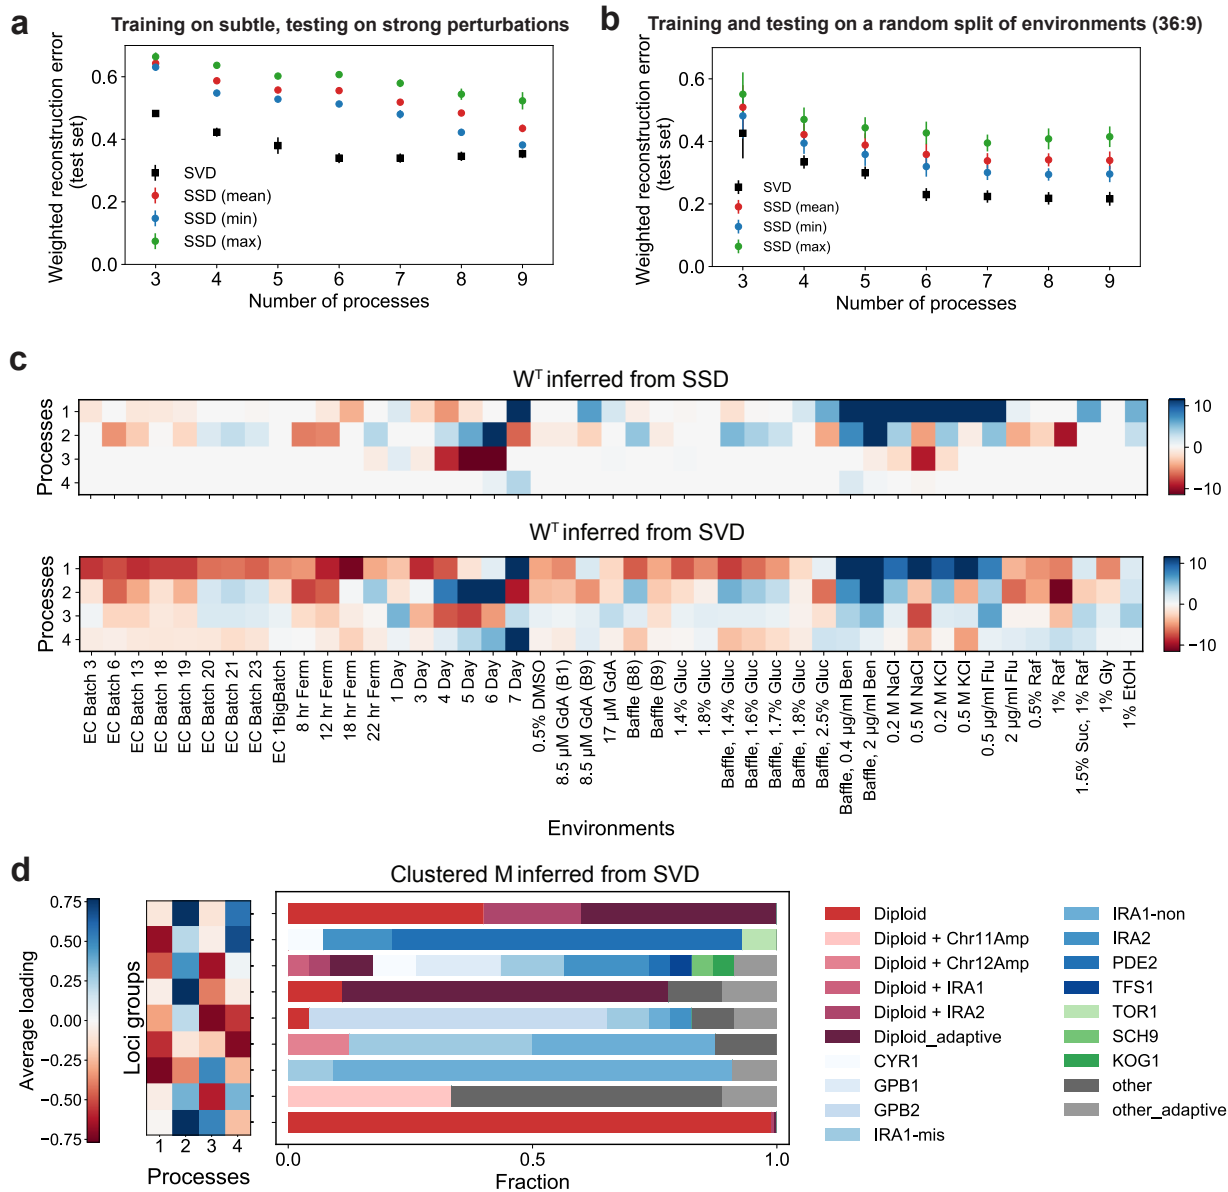 a
Training on subtle, testing on strong perturbations
Weighted reconstruction error
(test set)
0.6
0.4
0.2
0.0
SVD
SSD (mean)
SSD (min)
SSD (max)
3 4 5 6 7 8 9
Number of processes
b
Training and testing on a random split of environments (36:9)
Weighted reconstruction error
(test set)
0.6
0.4
0.2
0.0
SVD
SSD (mean)
SSD (min)
SSD (max)
3 4 5 6 7 8 9
Number of processes
c
Wᵀ inferred from SSD
Processes
1
2
3
4
10
0
−10
Wᵀ inferred from SVD
Processes
1
2
3
4
10
0
−10
EC Batch 3
EC Batch 6
EC Batch 13
EC Batch 18
EC Batch 19
EC Batch 20
EC Batch 21
EC Batch 23
EC 1BigBatch
8 hr Ferm
12 hr Ferm
18 hr Ferm
22 hr Ferm
1 Day
3 Day
4 Day
5 Day
6 Day
7 Day
0.5% DMSO
8.5 μM GdA (B1)
8.5 μM GdA (B9)
17 μM GdA
Baffle (B8)
Baffle (B9)
1.4% Gluc
1.8% Gluc
Baffle, 1.4% Gluc
Baffle, 1.6% Gluc
Baffle, 1.7% Gluc
Baffle, 1.8% Gluc
Baffle, 2.5% Gluc
Baffle, 0.4 μg/ml Ben
Baffle, 2 μg/ml Ben
0.2 M NaCl
0.5 M NaCl
0.2 M KCl
0.5 M KCl
0.5 μg/ml Flu
2 μg/ml Flu
0.5% Raf
1% Raf
1.5% Suc, 1% Raf
1% Gly
1% EtOH
Environments
d
Clustered M inferred from SVD
Average loading
0.75
0.50
0.25
0.00
−0.25
−0.50
−0.75
Loci groups
1 2 3 4
Processes
0.0 0.5 1.0
Fraction
Diploid
Diploid + Chr11Amp
Diploid + Chr12Amp
Diploid + IRA1
Diploid + IRA2
Diploid_adaptive
CYR1
GPB1
GPB2
IRA1-mis
IRA1-non
IRA2
PDE2
TFS1
TOR1
SCH9
KOG1
other
other_adaptive